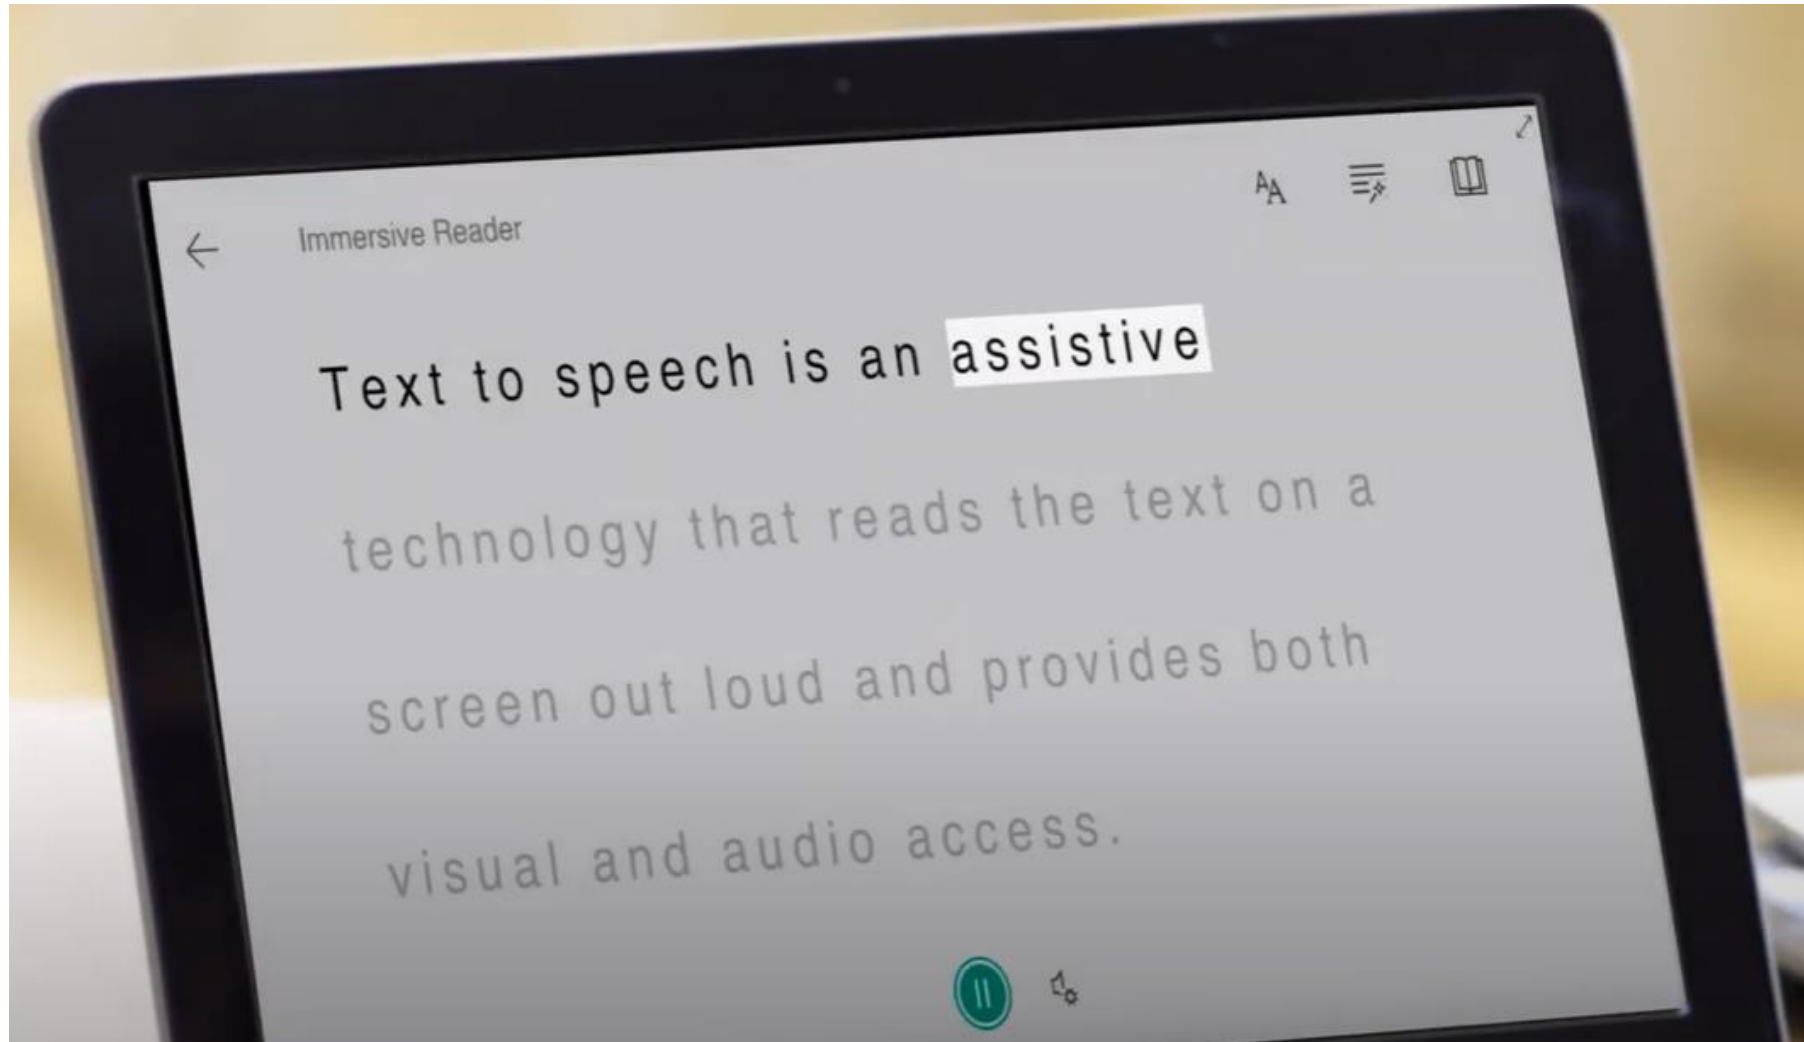 Immersive Reader
Text to speech is an assistive
technology that reads the text on a
screen out loud and provides both
visual and audio access.